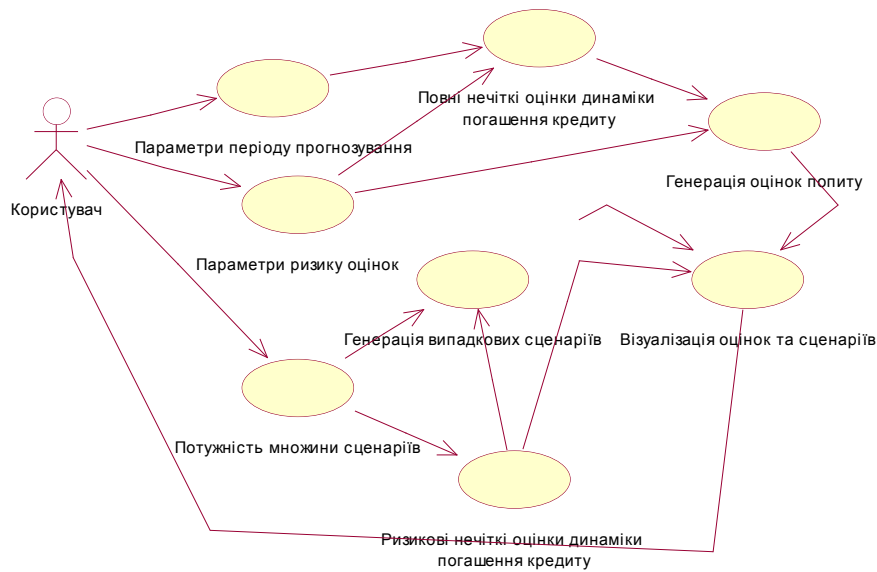 Повні нечіткі оцінки динаміки
погашення кредиту
Параметри періоду прогнозування
Генерація оцінок попиту
Користувач
Параметри ризику оцінок
Генерація випадкових сценаріїв
Візуалізація оцінок та сценаріїв
Потужність множини сценаріїв
Ризикові нечіткі оцінки динаміки
погашення кредиту